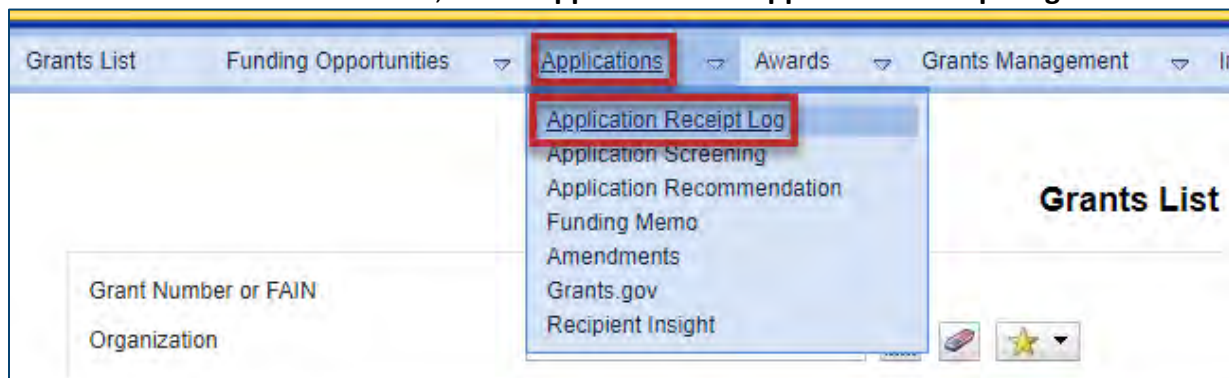 Grants List Funding Opportunities Applications Awards Grants Management
Application Receipt Log
Application Screening
Application Recommendation
Grants List
Funding Memo
Amendments
Grant Number or FAIN
Grants.gov
Recipient Insight
Organization